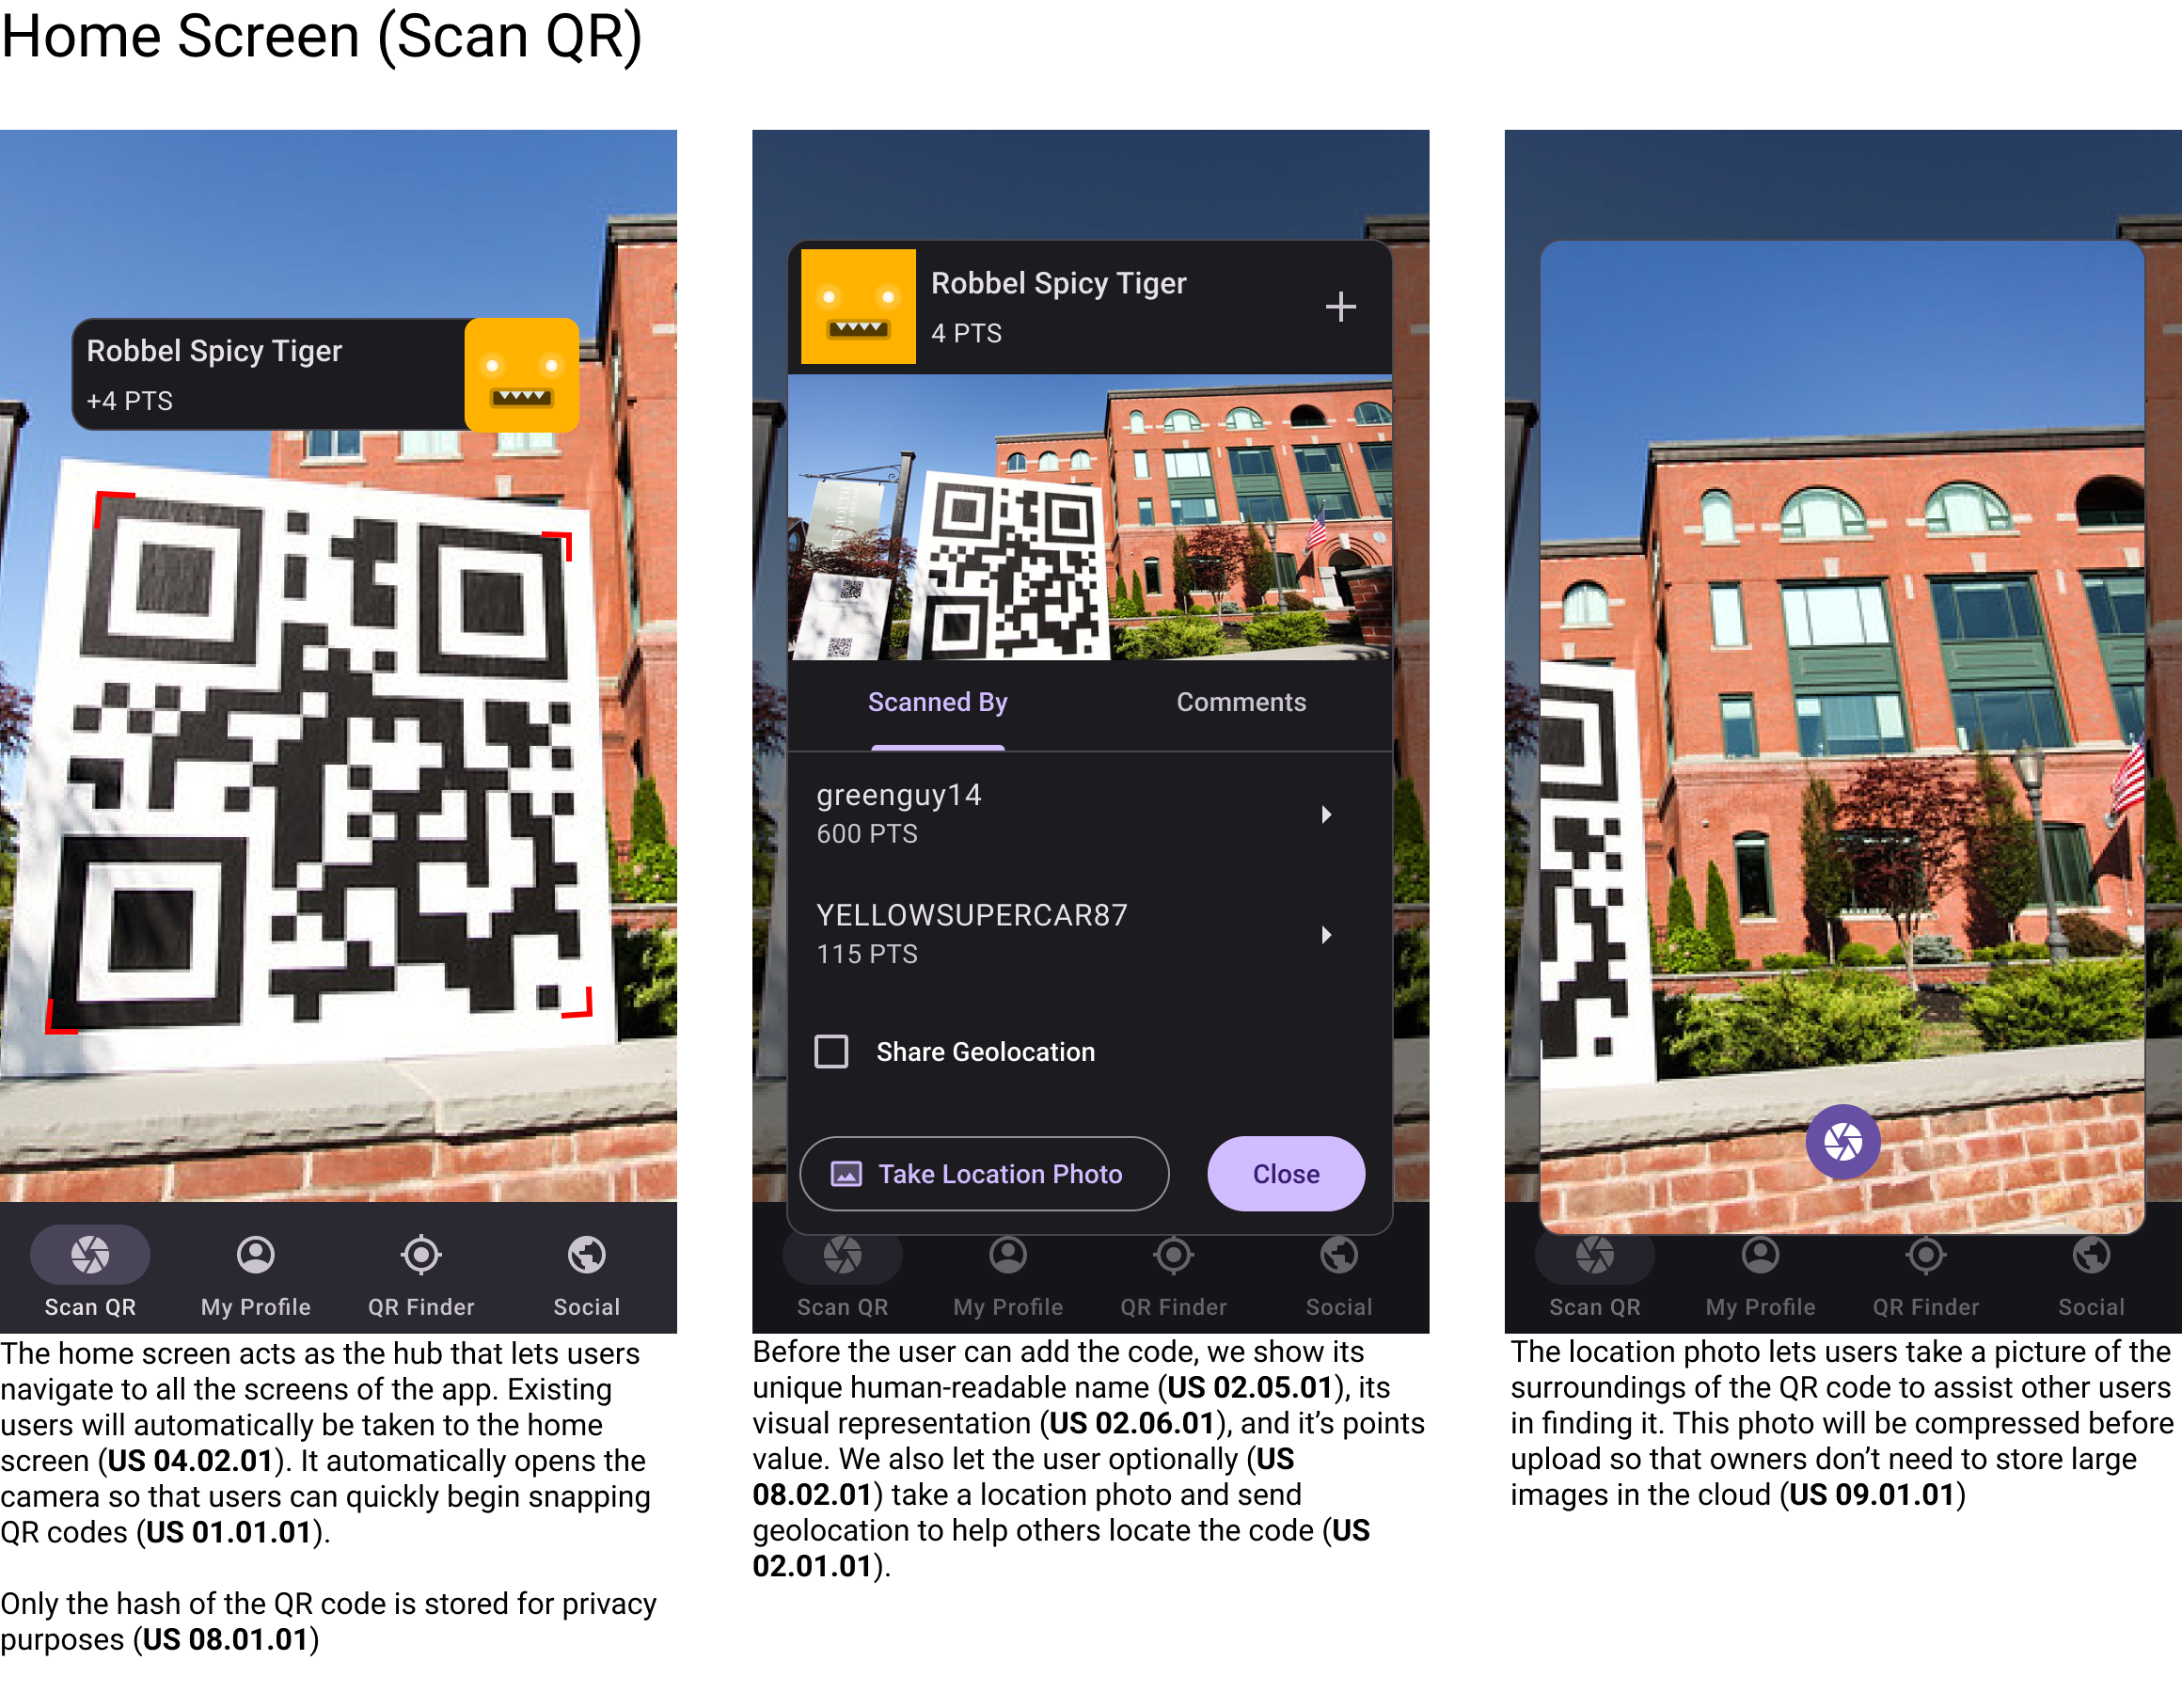 Home Screen (Scan QR)
Robbel Spicy Tiger
+4 PTS
Scan QR
My Profile
QR Finder
Social
The home screen acts as the hub that lets users
navigate to all the screens of the app. Existing
users will automatically be taken to the home
screen (US 04.02.01). It automatically opens the
camera so that users can quickly begin snapping
QR codes (US 01.01.01).
Only the hash of the QR code is stored for privacy
purposes (US 08.01.01)
Robbel Spicy Tiger
4 PTS
Scanned By
Comments
greenguy14
600 PTS
YELLOWSUPERCAR87
115 PTS
Share Geolocation
Take Location Photo
Close
Scan QR
My Profile
QR Finder
Social
Before the user can add the code, we show its
unique human-readable name (US 02.05.01), its
visual representation (US 02.06.01), and it's points
value. We also let the user optionally (US
08.02.01) take a location photo and send
geolocation to help others locate the code (US
02.01.01).
Scan QR
My Profile
QR Finder
Social
The location photo lets users take a picture of the
surroundings of the QR code to assist other users
in finding it. This photo will be compressed before
upload so that owners don't need to store large
images in the cloud (US 09.01.01)